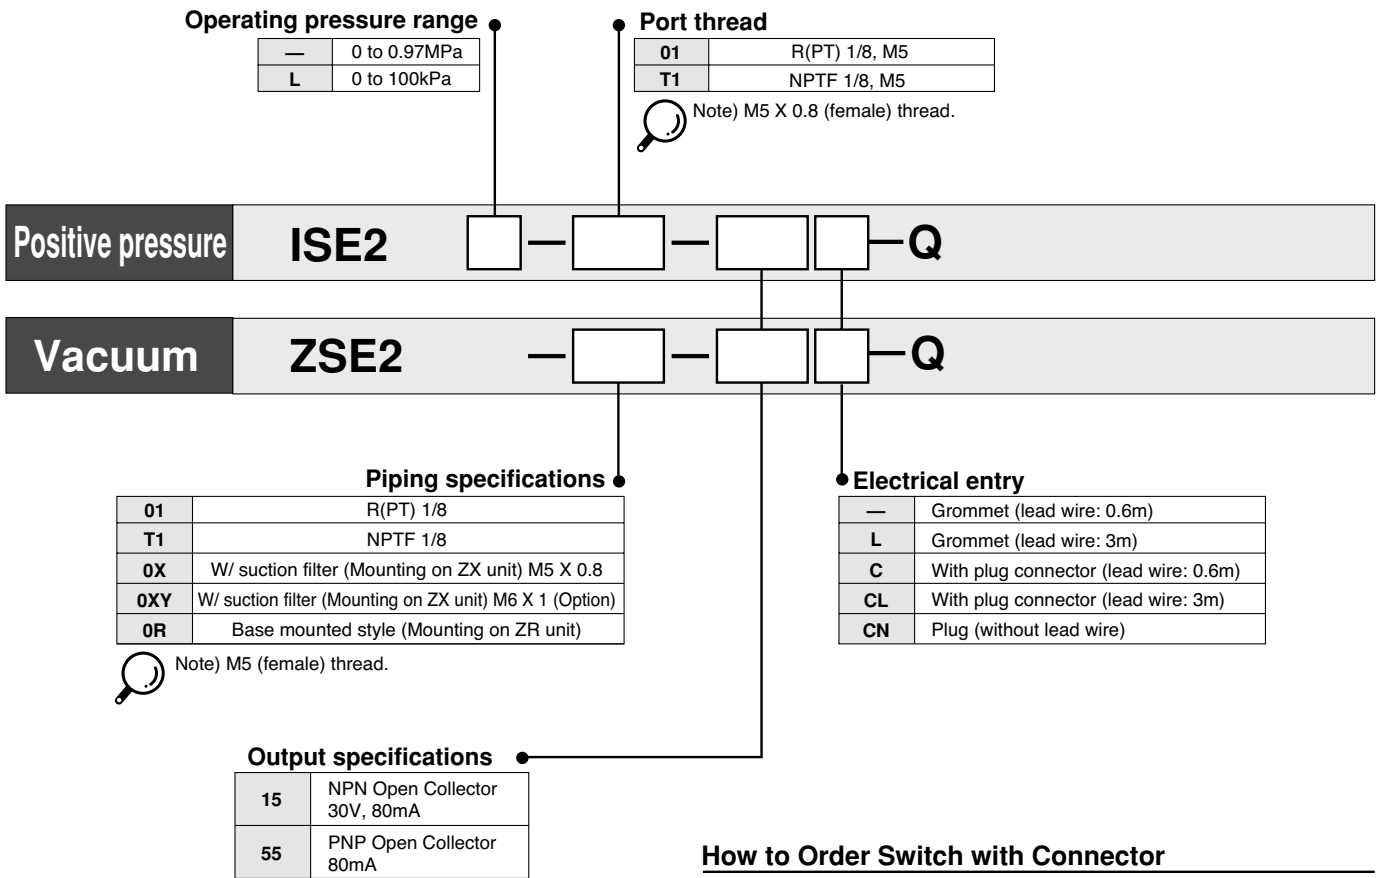 Operating pressure range
— 0 to 0.97MPa
L 0 to 100kPa
Port thread
01 R(PT) 1/8, M5
T1 NPTF 1/8, M5
Note) M5 X 0.8 (female) thread.
Positive pressure ISE2 — — — Q
Vacuum ZSE2 — — — Q
Piping specifications
01 R(PT) 1/8
T1 NPTF 1/8
0X W/ suction filter (Mounting on ZX unit) M5 X 0.8
0XY W/ suction filter (Mounting on ZX unit) M6 X 1 (Option)
0R Base mounted style (Mounting on ZR unit)
Note) M5 (female) thread.
Electrical entry
— Grommet (lead wire: 0.6m)
L Grommet (lead wire: 3m)
C With plug connector (lead wire: 0.6m)
CL With plug connector (lead wire: 3m)
CN Plug (without lead wire)
Output specifications
15 NPN Open Collector
30V, 80mA
55 PNP Open Collector
80mA
How to Order Switch with Connector